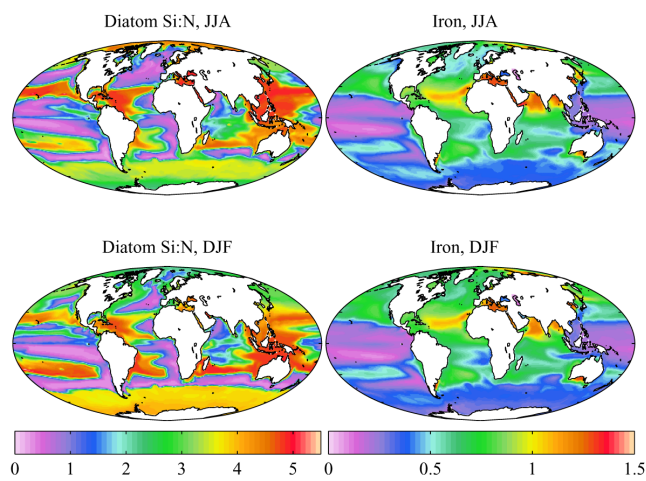 Diatom Si:N, JJA
Iron, JJA
Diatom Si:N, DJF
Iron, DJF
0 1 2 3 4 5
0 0.5 1 1.5